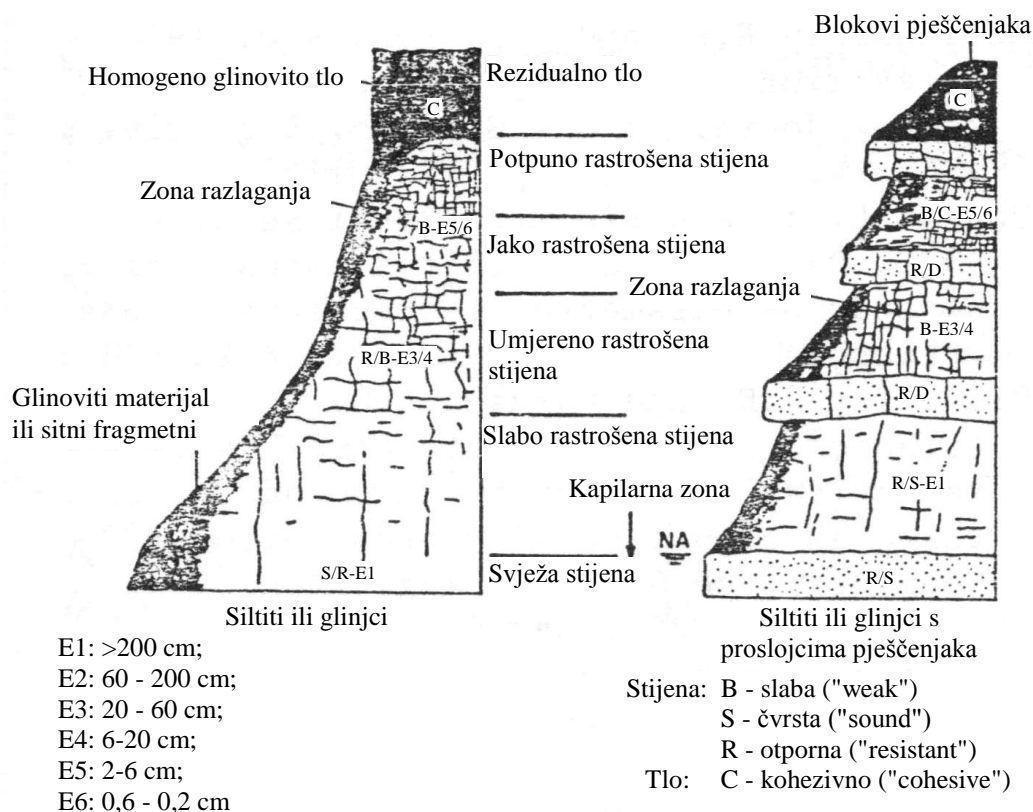 Blokovi pješčenjaka
Homogeno glinovito tlo
Rezidualno tlo
C
C
Potpuno rastrošena stijena
Zona razlaganja
B-E5/6
B/C-E5/6
Jako rastrošena stijena
R/D
Zona razlaganja
B-E3/4
Umjereno rastrošena
stijena
R/B-E3/4
R/D
Glinoviti materijal
ili sitni fragmetni
Slabo rastrošena stijena
Kapilarna zona
R/S-E1
NA
S/R-E1
Svježa stijena
R/S
Siltiti ili glinjci
Siltiti ili glinjci s
proslojcima pješčenjaka
E1: >200 cm;
E2: 60 - 200 cm;
E3: 20 - 60 cm;
E4: 6-20 cm;
E5: 2-6 cm;
E6: 0,6 - 0,2 cm
Stijena: B - slaba ("weak")
S - čvrsta ("sound")
R - otporna ("resistant")
Tlo: C - kohezivno ("cohesive")